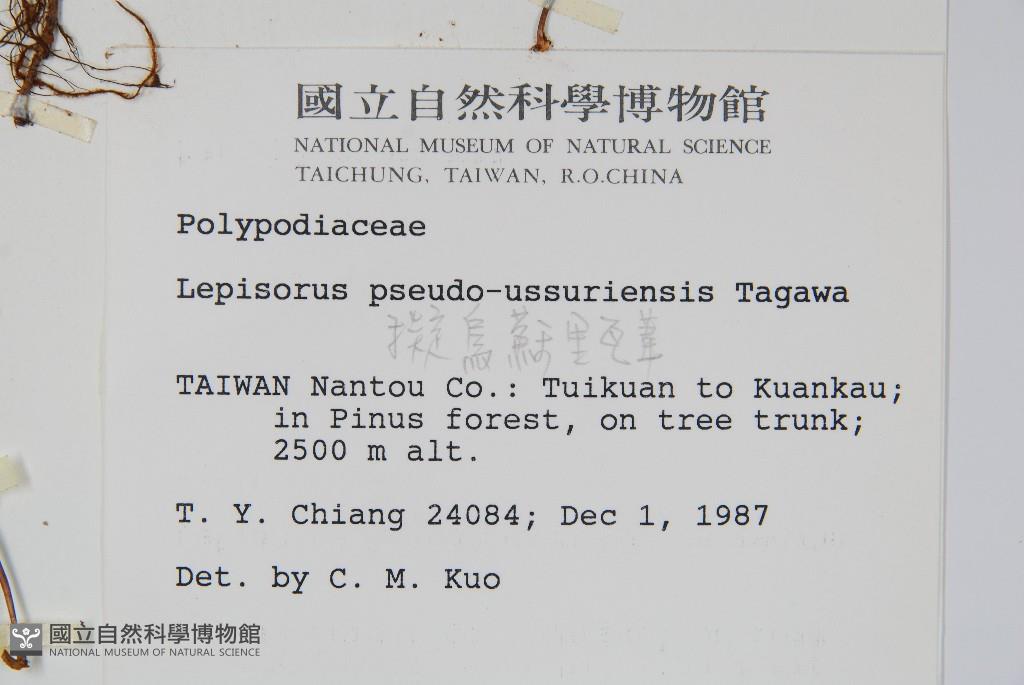 國立自然科學博物館
NATIONAL MUSEUM OF NATURAL SCIENCE
TAICHUNG, TAIWAN, R.O.CHINA
Polypodiaceae
Lepisorus pseudo-ussuriensis Tagawa
擬烏蘇里瓦葦
TAIWAN Nantou Co.: Tuikuan to Kuankau;
in Pinus forest, on tree trunk;
2500 m alt.
T. Y. Chiang 24084; Dec 1, 1987
Det. by C. M. Kuo
國立自然科學博物館
NATIONAL MUSEUM OF NATURAL SCIENCE